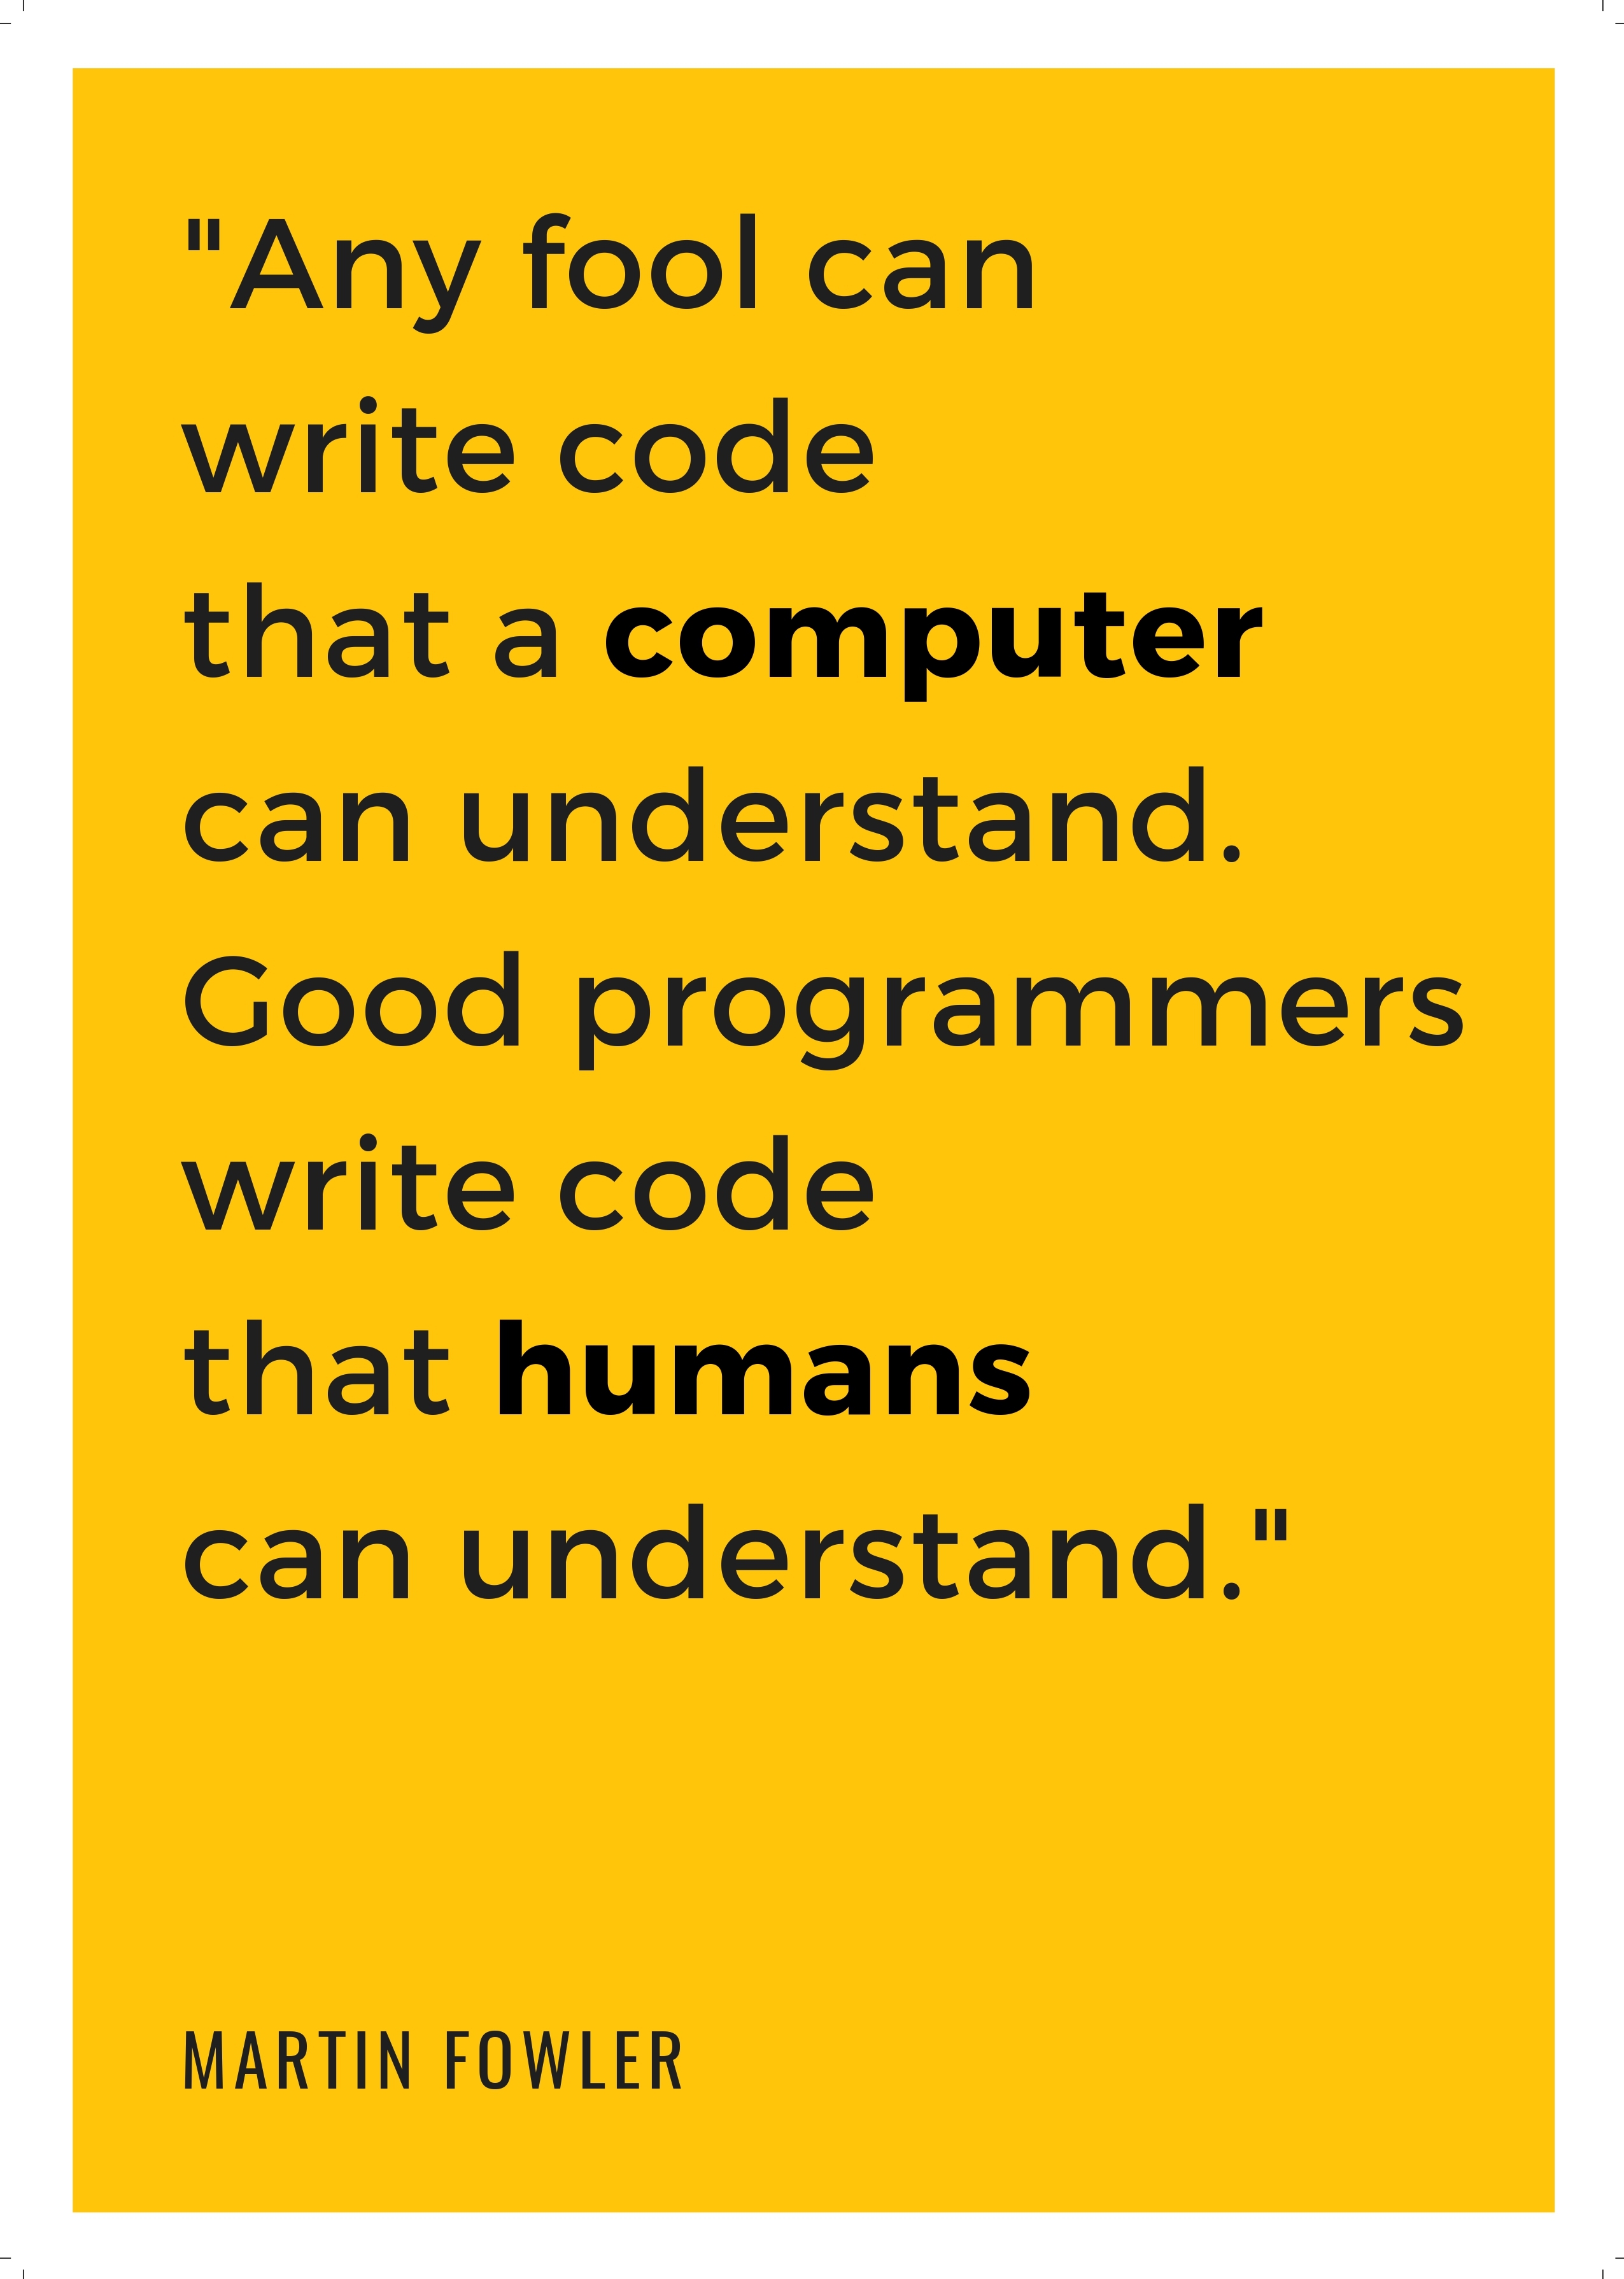 "Any fool can
write code
that a computer
can understand.
Good programmers
write code
that humans
can understand."
MARTIN FOWLER